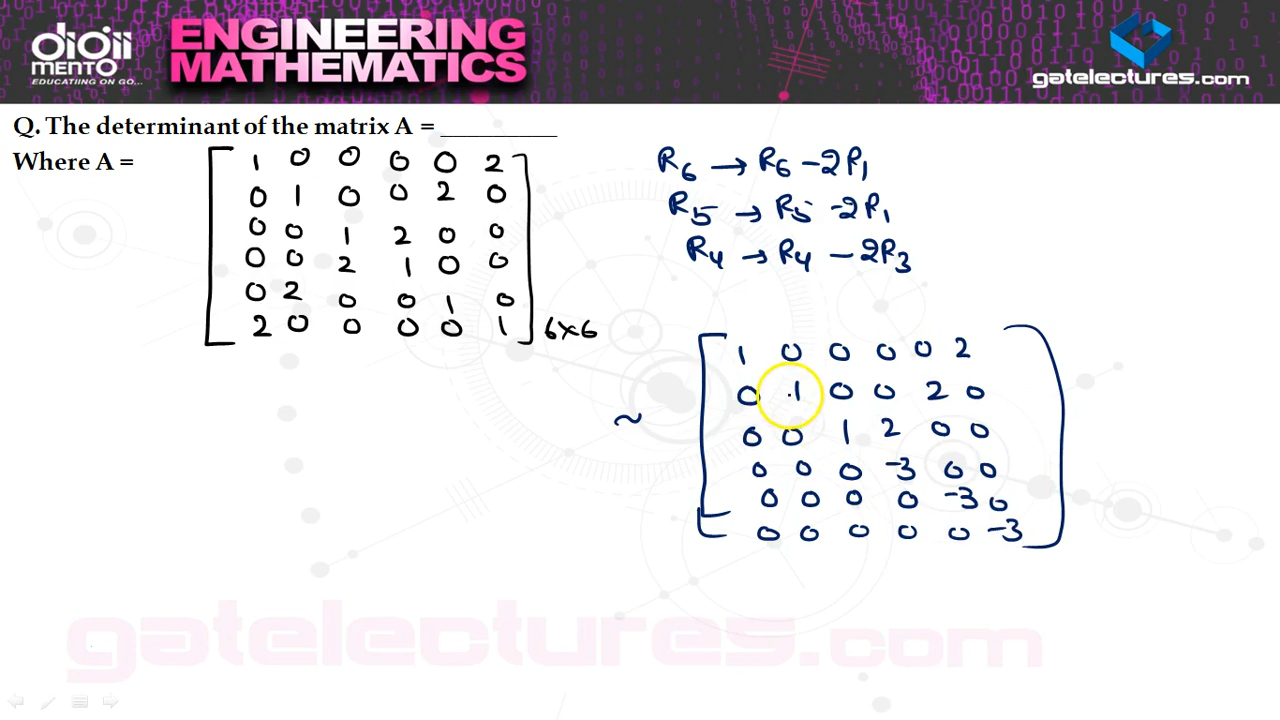 digii
MENTO
EDUCATIING ON GO...
ENGINEERING
MATHEMATICS
gatelectures.com
Q. The determinant of the matrix A = _________
Where A =
1 0 0 0 0 2
0 1 0 0 2 0
0 0 1 2 0 0
0 0 2 1 0 0
0 2 0 0 1 0
2 0 0 0 0 1
6×6
R6 → R6 -2R1
R5 → R5 -2R1
R4 → R4 -2R3
~
1 0 0 0 0 2
0 1 0 0 2 0
0 0 1 2 0 0
0 0 0 -3 0 0
0 0 0 0 -3 0
0 0 0 0 0 -3
gatelectures.com